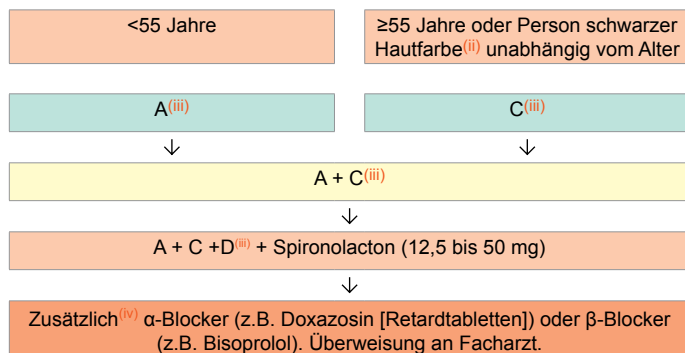 <55 Jahre
≥55 Jahre oder Person schwarzer
Hautfarbe(ii) unabhängig vom Alter
A(iii)
C(iii)
A + C(iii)
A + C +D(iii) + Spironolacton (12,5 bis 50 mg)
Zusätzlich(iv) α-Blocker (z.B. Doxazosin [Retardtabletten]) oder β-Blocker
(z.B. Bisoprolol). Überweisung an Facharzt.